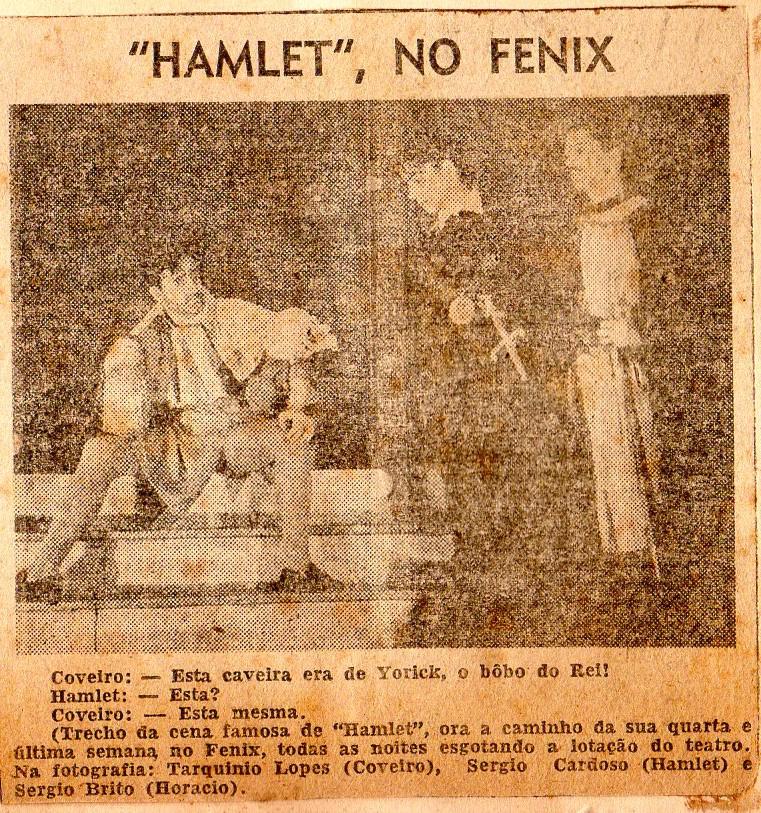 "HAMLET", NO FENIX
Coveiro: — Esta caveira era de Yorick, o bôbo do Rei!
Hamlet: — Esta?
Coveiro: — Esta mesma.
(Trecho da cena famosa de "Hamlet", ora a caminho da sua quarta e
última semana no Fenix, todas as noites esgotando a lotação do teatro.
Na fotografia: Tarquinio Lopes (Coveiro), Sergio Cardoso (Hamlet) e
Sergio Brito (Horacio).